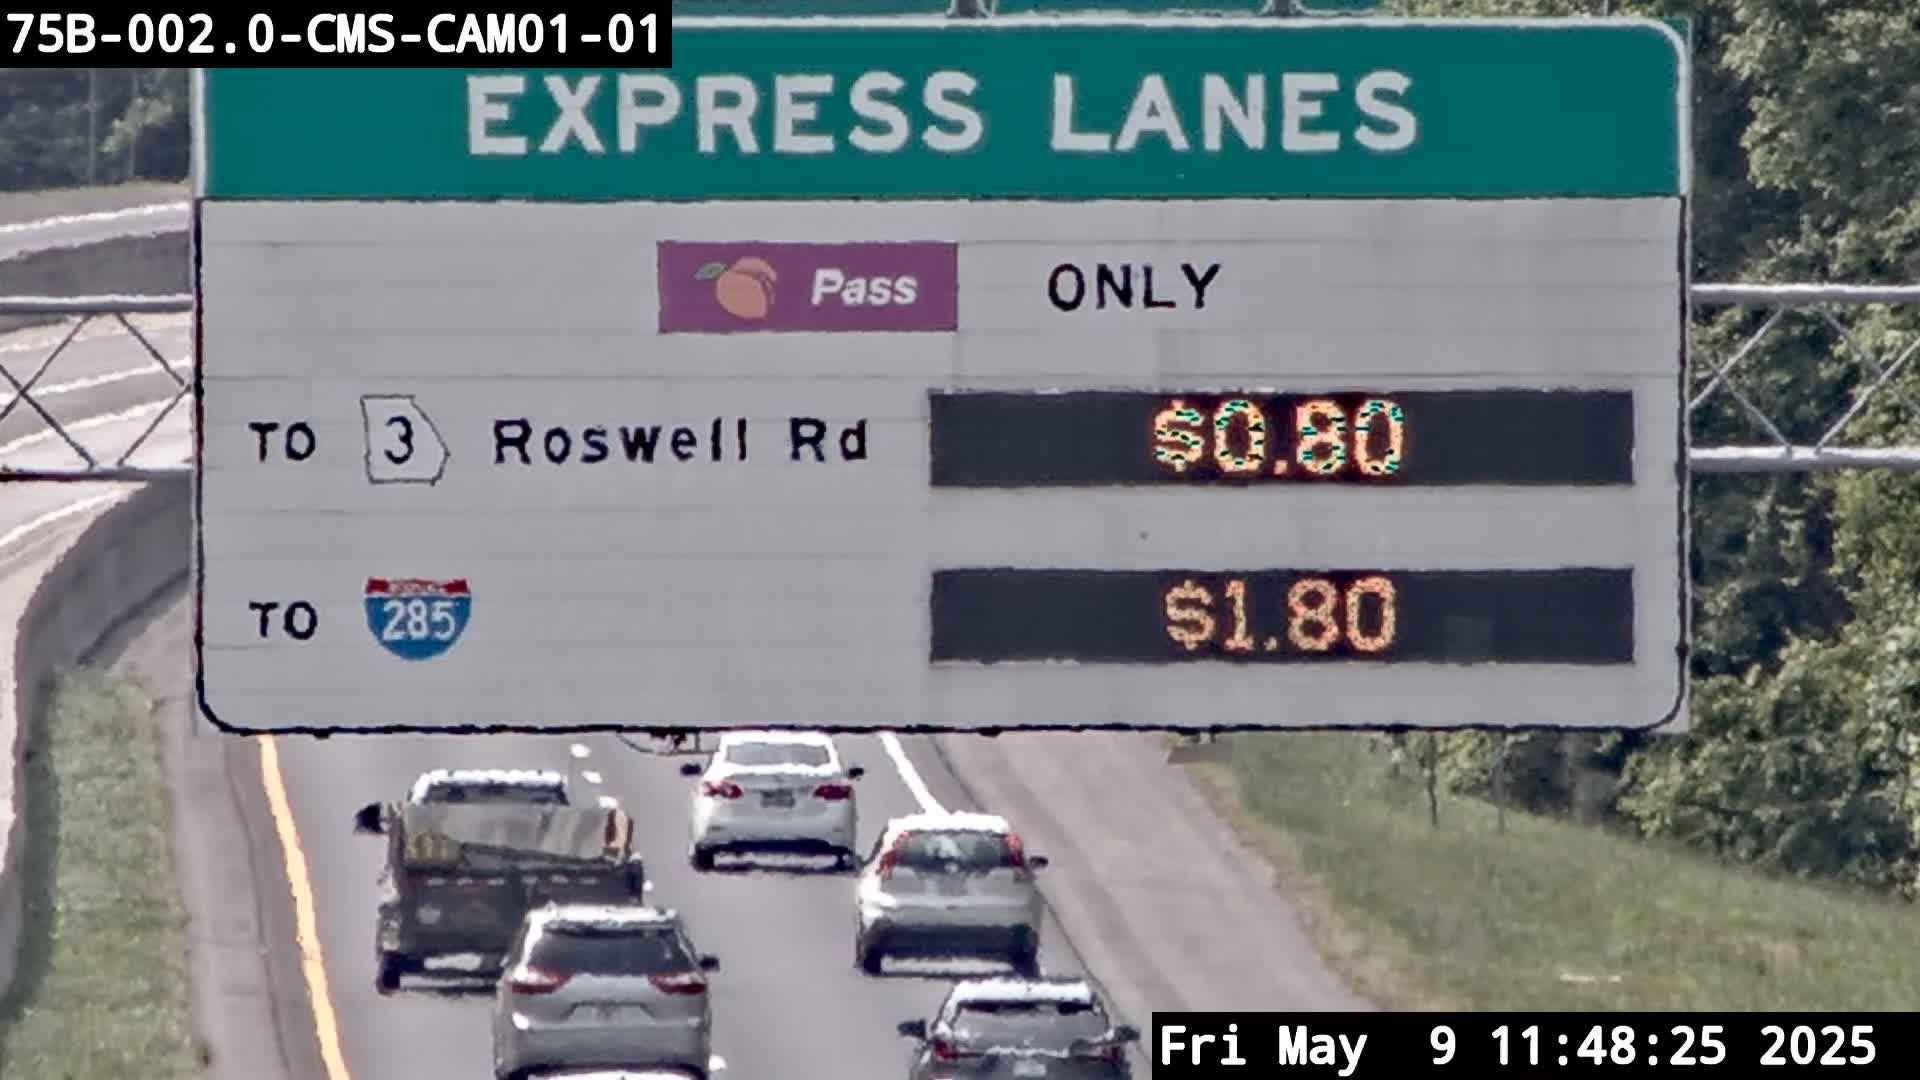 75B-002.0-CMS-CAM01-01
EXPRESS LANES
Pass ONLY
TO 3 Roswell Rd $0.80
TO 285 $1.80
Fri May 9 11:48:25 2025